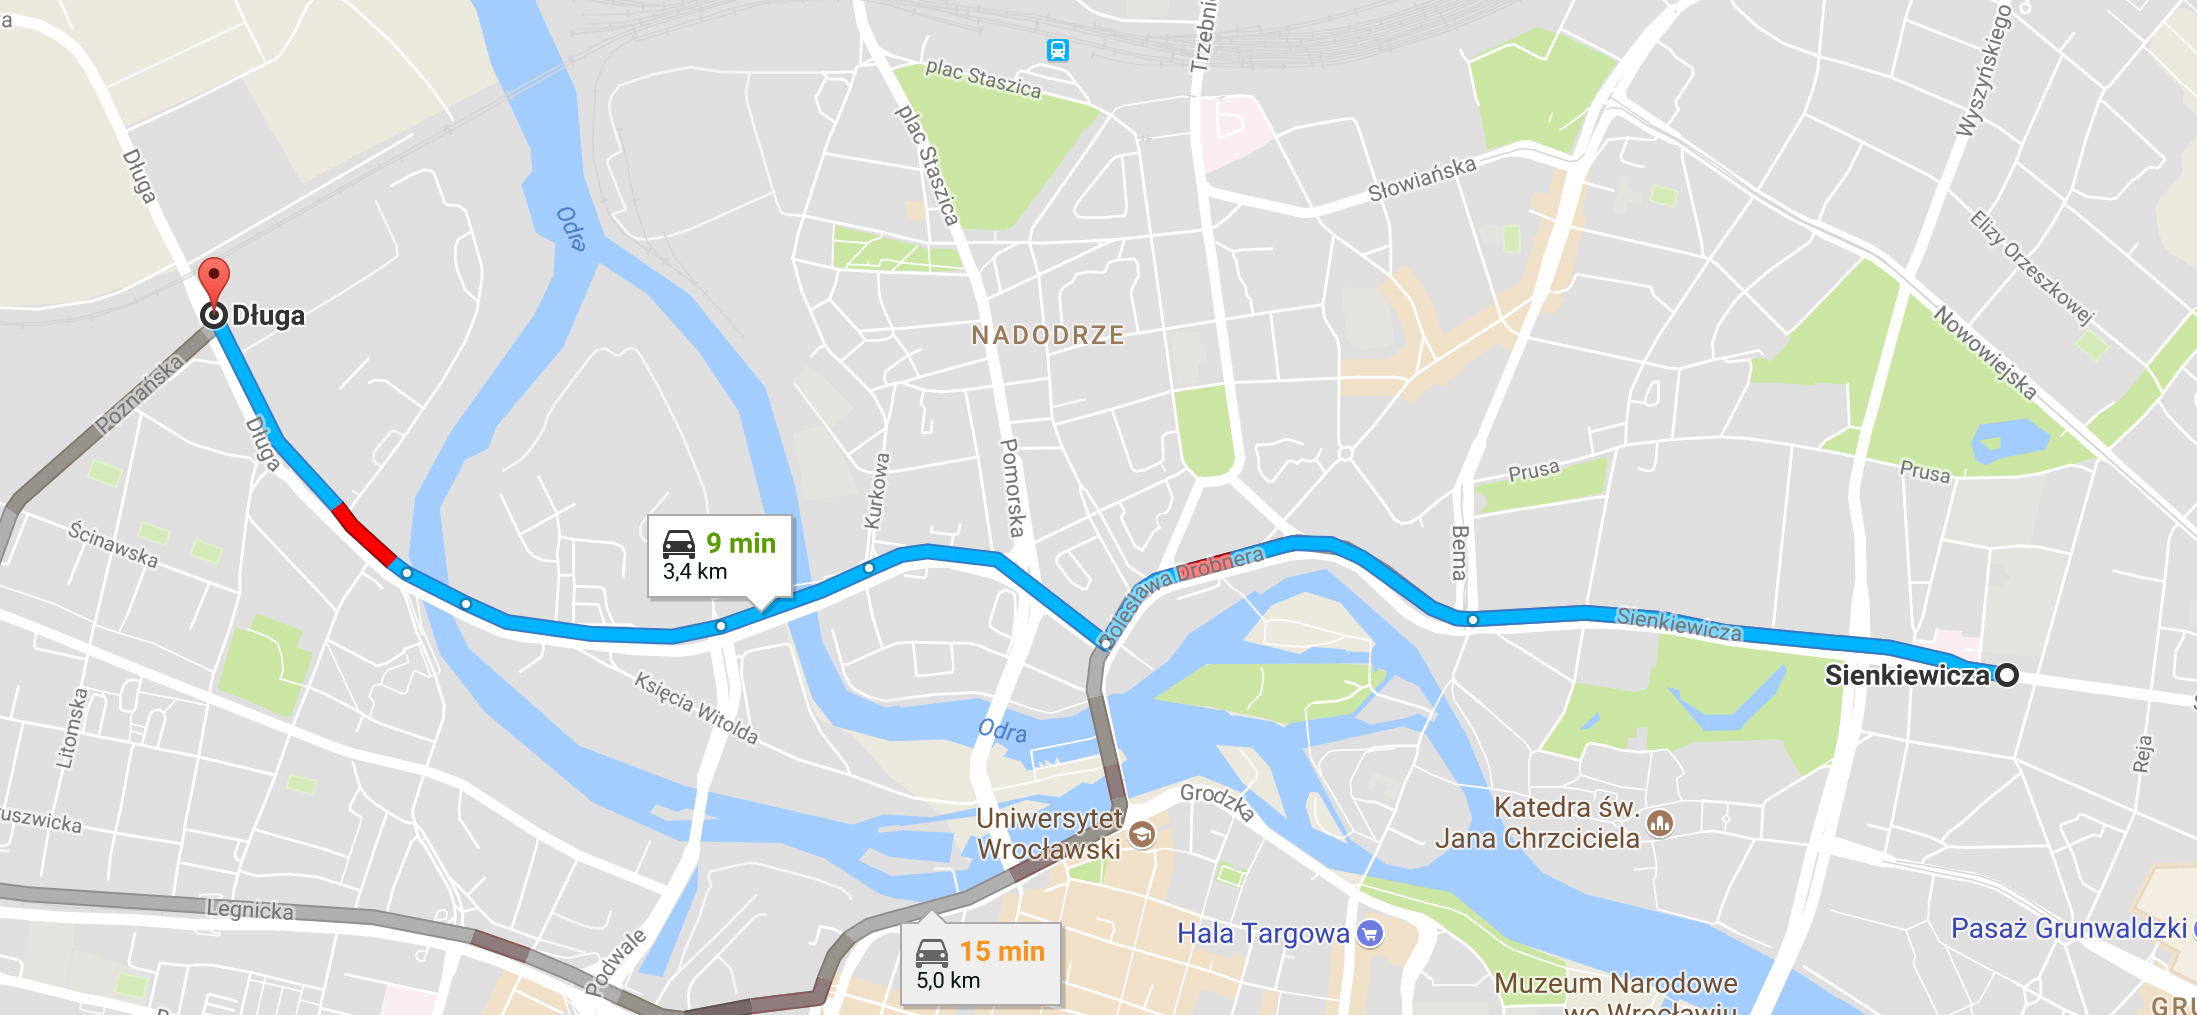 plac Staszica
Trzebni
Wyszyńskiego
Długa
plac Staszica
Słowiańska
Odra
Elizy Orzeszkowej
Długa
NADODRZE
Nowowiejska
Poznańska
Długa
Pomorska
Kurkowa
Prusa
Prusa
Ścinawska
9 min
3,4 km
Bema
Bolesława Drobnera
Sienkiewicza
Sienkiewicza
Księcia Witolda
Litomska
Odra
Reja
uszwicka
Grodzka
Uniwersytet
Wrocławski
Katedra św.
Jana Chrzciciela
Legnicka
Hala Targowa
Pasaż Grunwaldzki
15 min
5,0 km
Podwale
Muzeum Narodowe
we Wrocławiu
GRU